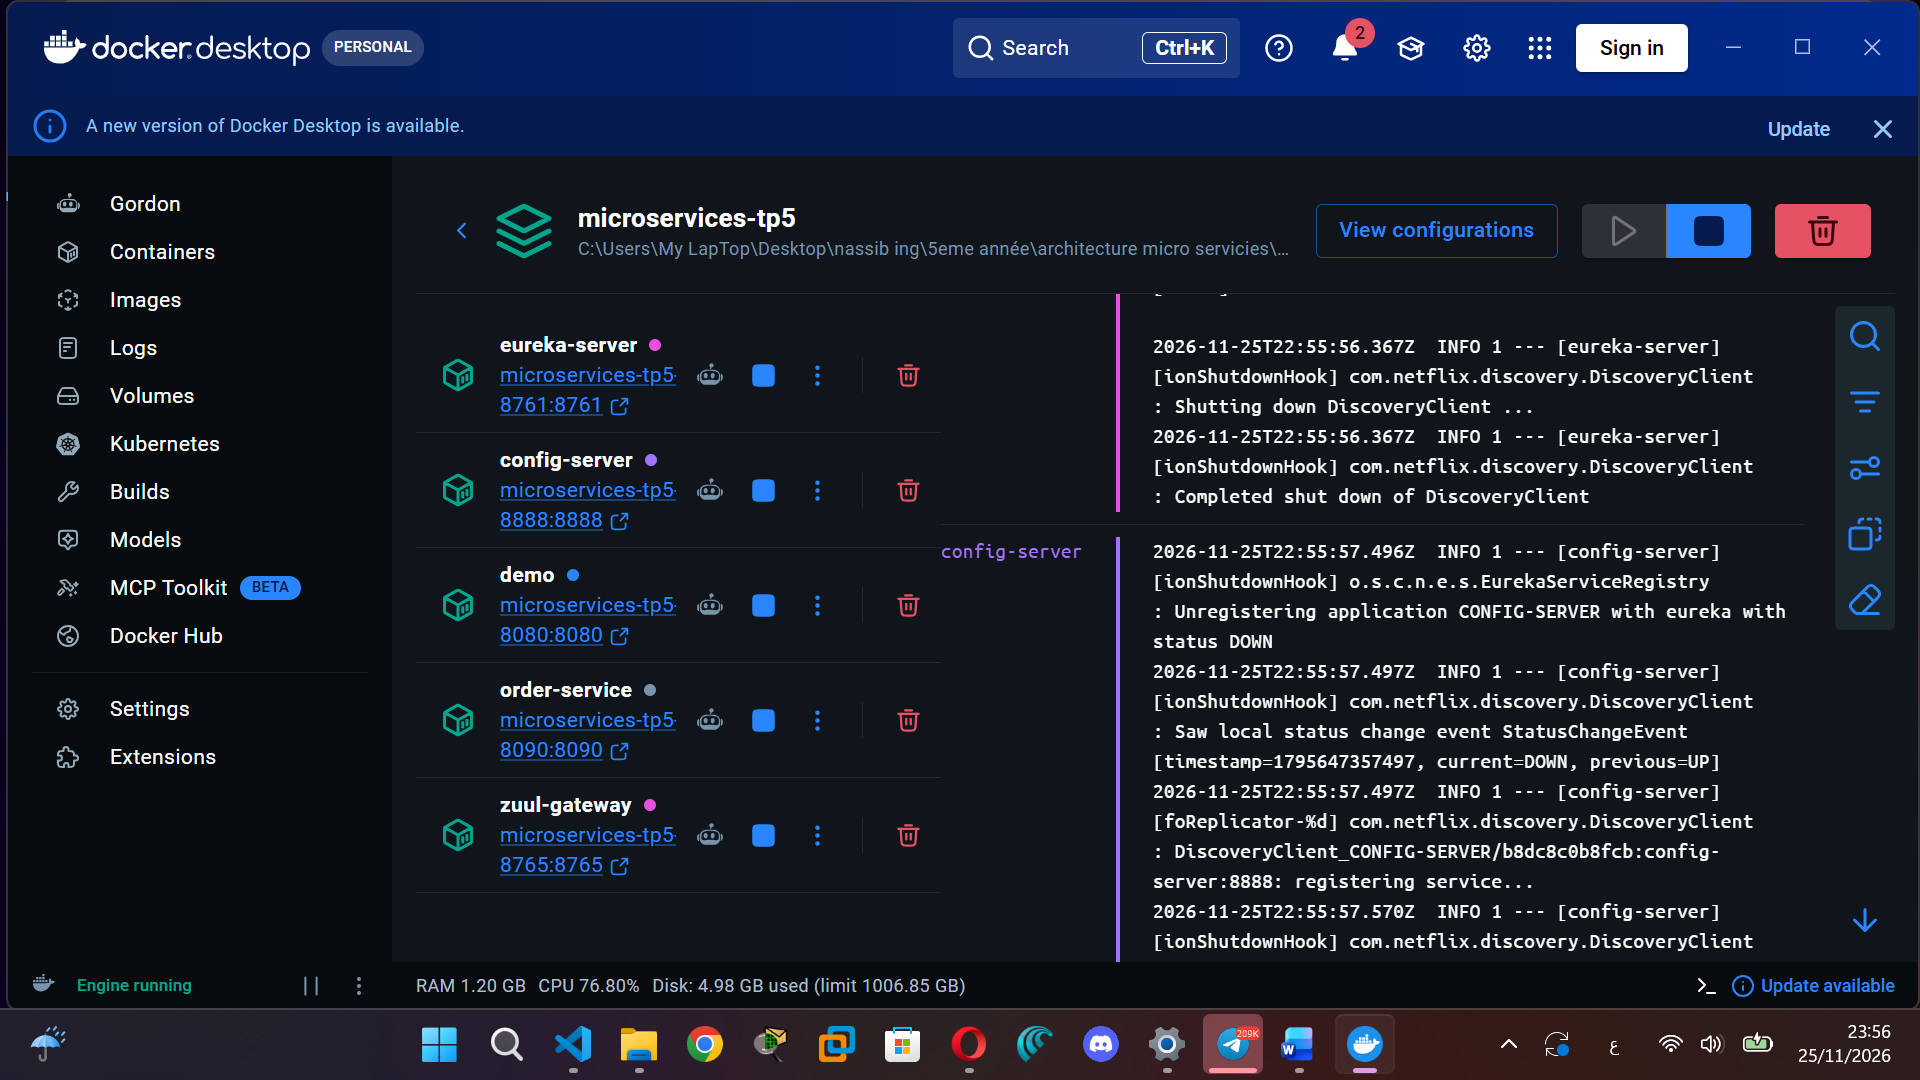 docker.desktop PERSONAL
Search Ctrl+K
2
Sign in
A new version of Docker Desktop is available.
Update
Gordon
Containers
Images
Logs
Volumes
Kubernetes
Builds
Models
MCP Toolkit BETA
Docker Hub
Settings
Extensions
microservices-tp5
C:\Users\My LapTop\Desktop\nassib ing\5eme année\architecture micro servicies\...
View configurations
eureka-server
microservices-tp5-
8761:8761
config-server
microservices-tp5-
8888:8888
demo
microservices-tp5-
8080:8080
order-service
microservices-tp5-
8090:8090
zuul-gateway
microservices-tp5-
8765:8765
2026-11-25T22:55:56.367Z  INFO 1 --- [eureka-server]
[ionShutdownHook] com.netflix.discovery.DiscoveryClient
: Shutting down DiscoveryClient ...
2026-11-25T22:55:56.367Z  INFO 1 --- [eureka-server]
[ionShutdownHook] com.netflix.discovery.DiscoveryClient
: Completed shut down of DiscoveryClient
config-server
2026-11-25T22:55:57.496Z  INFO 1 --- [config-server]
[ionShutdownHook] o.s.c.n.e.s.EurekaServiceRegistry
: Unregistering application CONFIG-SERVER with eureka with
status DOWN
2026-11-25T22:55:57.497Z  INFO 1 --- [config-server]
[ionShutdownHook] com.netflix.discovery.DiscoveryClient
: Saw local status change event StatusChangeEvent
[timestamp=1795647357497, current=DOWN, previous=UP]
2026-11-25T22:55:57.497Z  INFO 1 --- [config-server]
[foReplicator-%d] com.netflix.discovery.DiscoveryClient
: DiscoveryClient_CONFIG-SERVER/b8dc8c0b8fcb:config-
server:8888: registering service...
2026-11-25T22:55:57.570Z  INFO 1 --- [config-server]
[ionShutdownHook] com.netflix.discovery.DiscoveryClient
Engine running
RAM 1.20 GB CPU 76.80% Disk: 4.98 GB used (limit 1006.85 GB)
Update available
209K
ع
23:56
25/11/2026